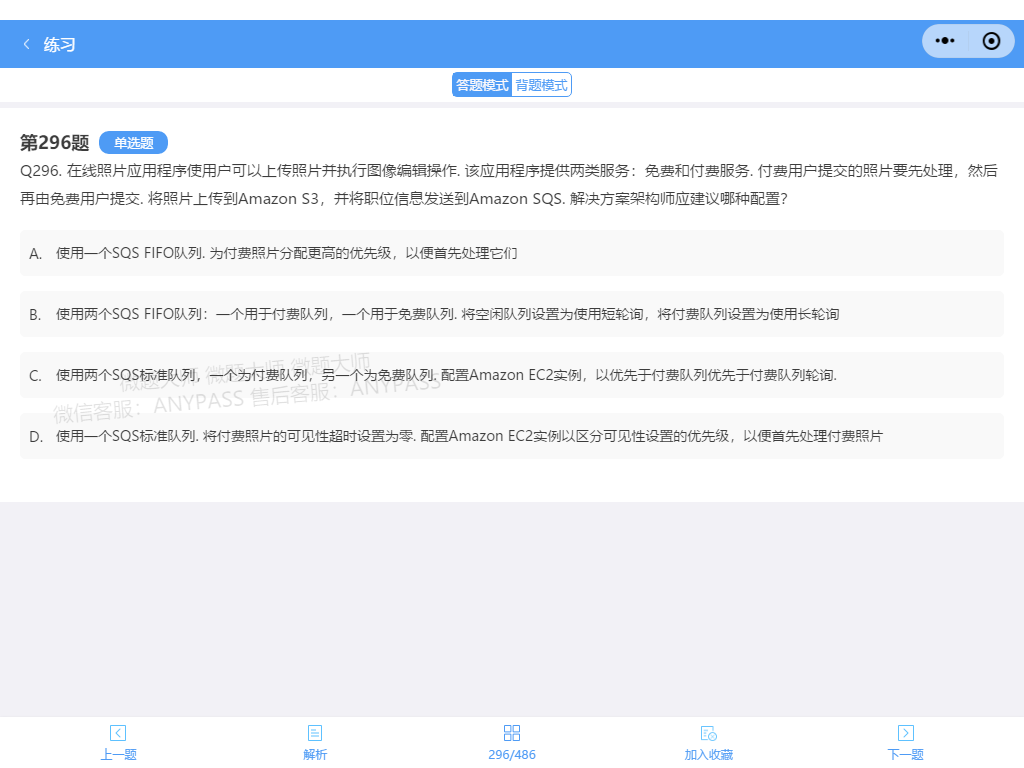 练习
答题模式 背题模式
第296题 单选题
Q296. 在线照片应用程序使用户可以上传照片并执行图像编辑操作. 该应用程序提供两类服务：免费和付费服务. 付费用户提交的照片要先处理，然后
再由免费用户提交. 将照片上传到Amazon S3，并将职位信息发送到Amazon SQS. 解决方案架构师应建议哪种配置？
A. 使用一个SQS FIFO队列. 为付费照片分配更高的优先级，以便首先处理它们
B. 使用两个SQS FIFO队列：一个用于付费队列，一个用于免费队列. 将空闲队列设置为使用短轮询，将付费队列设置为使用长轮询
微题大师 微题大师 微题大师
C. 使用两个SQS标准队列，一个为付费队列，另一个为免费队列. 配置Amazon EC2实例，以优先于付费队列优先于付费队列轮询.
微信客服：ANYPASS 售后客服：ANYPASS
D. 使用一个SQS标准队列. 将付费照片的可见性超时设置为零. 配置Amazon EC2实例以区分可见性设置的优先级，以便首先处理付费照片
上一题 解析 296/486 加入收藏 下一题